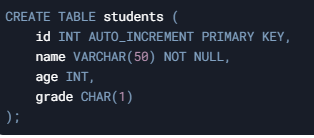 CREATE TABLE students (
    id INT AUTO_INCREMENT PRIMARY KEY,
    name VARCHAR(50) NOT NULL,
    age INT,
    grade CHAR(1)
);